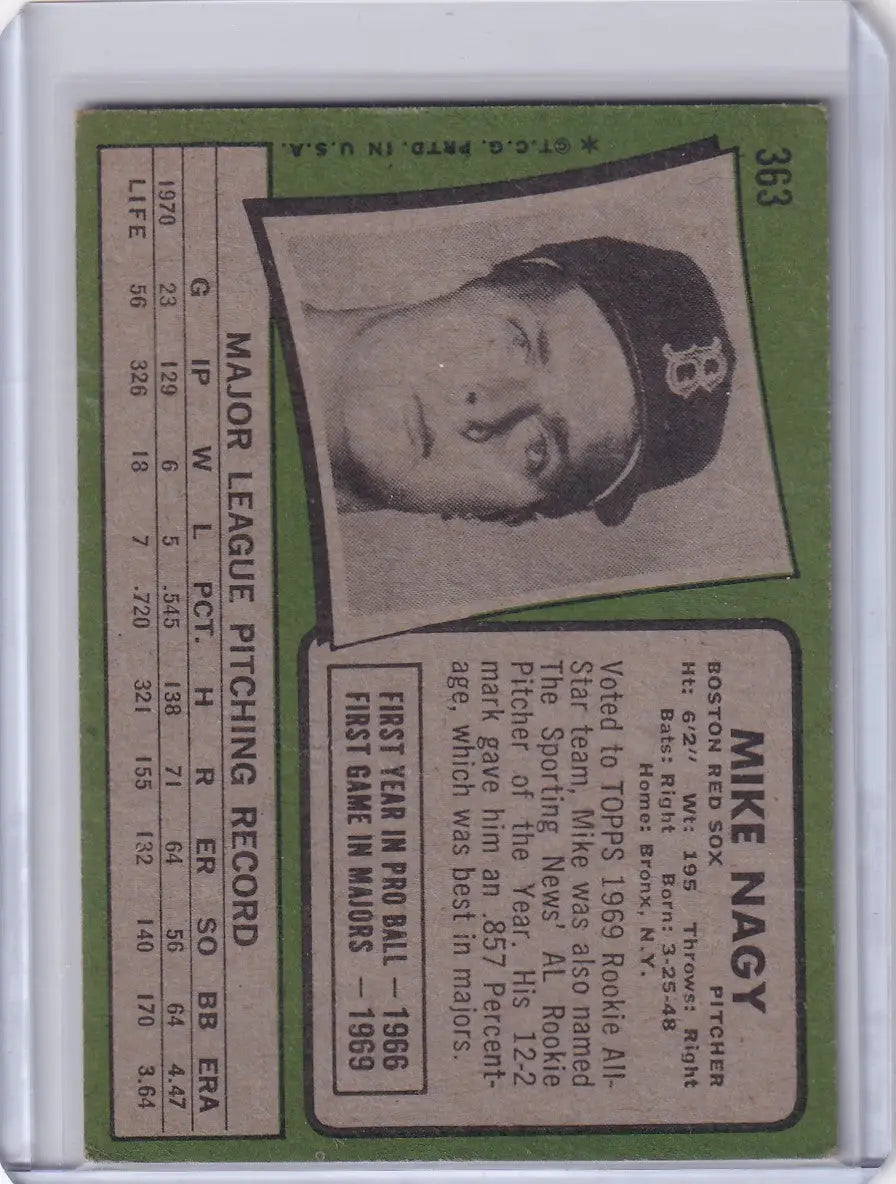 363
* ©T.C.G. PRTD. IN U.S.A.
B
MIKE NAGY
BOSTON RED SOX PITCHER
Ht: 6'2" Wt: 195 Throws: Right
Bats: Right Born: 3-25-48
Home: Bronx, N.Y.
Voted to TOPPS 1969 Rookie All-
Star team, Mike was also named
The Sporting News' AL Rookie
Pitcher of the Year. His 12-2
mark gave him an .857 Percent-
age, which was best in majors.
FIRST YEAR IN PRO BALL — 1966
FIRST GAME IN MAJORS — 1969
MAJOR LEAGUE PITCHING RECORD
G IP W L PCT. H R ER SO BB ERA
1970 23 129 6 5 .545 138 71 64 56 64 4.47
LIFE 56 326 18 7 .720 321 155 132 140 170 3.64